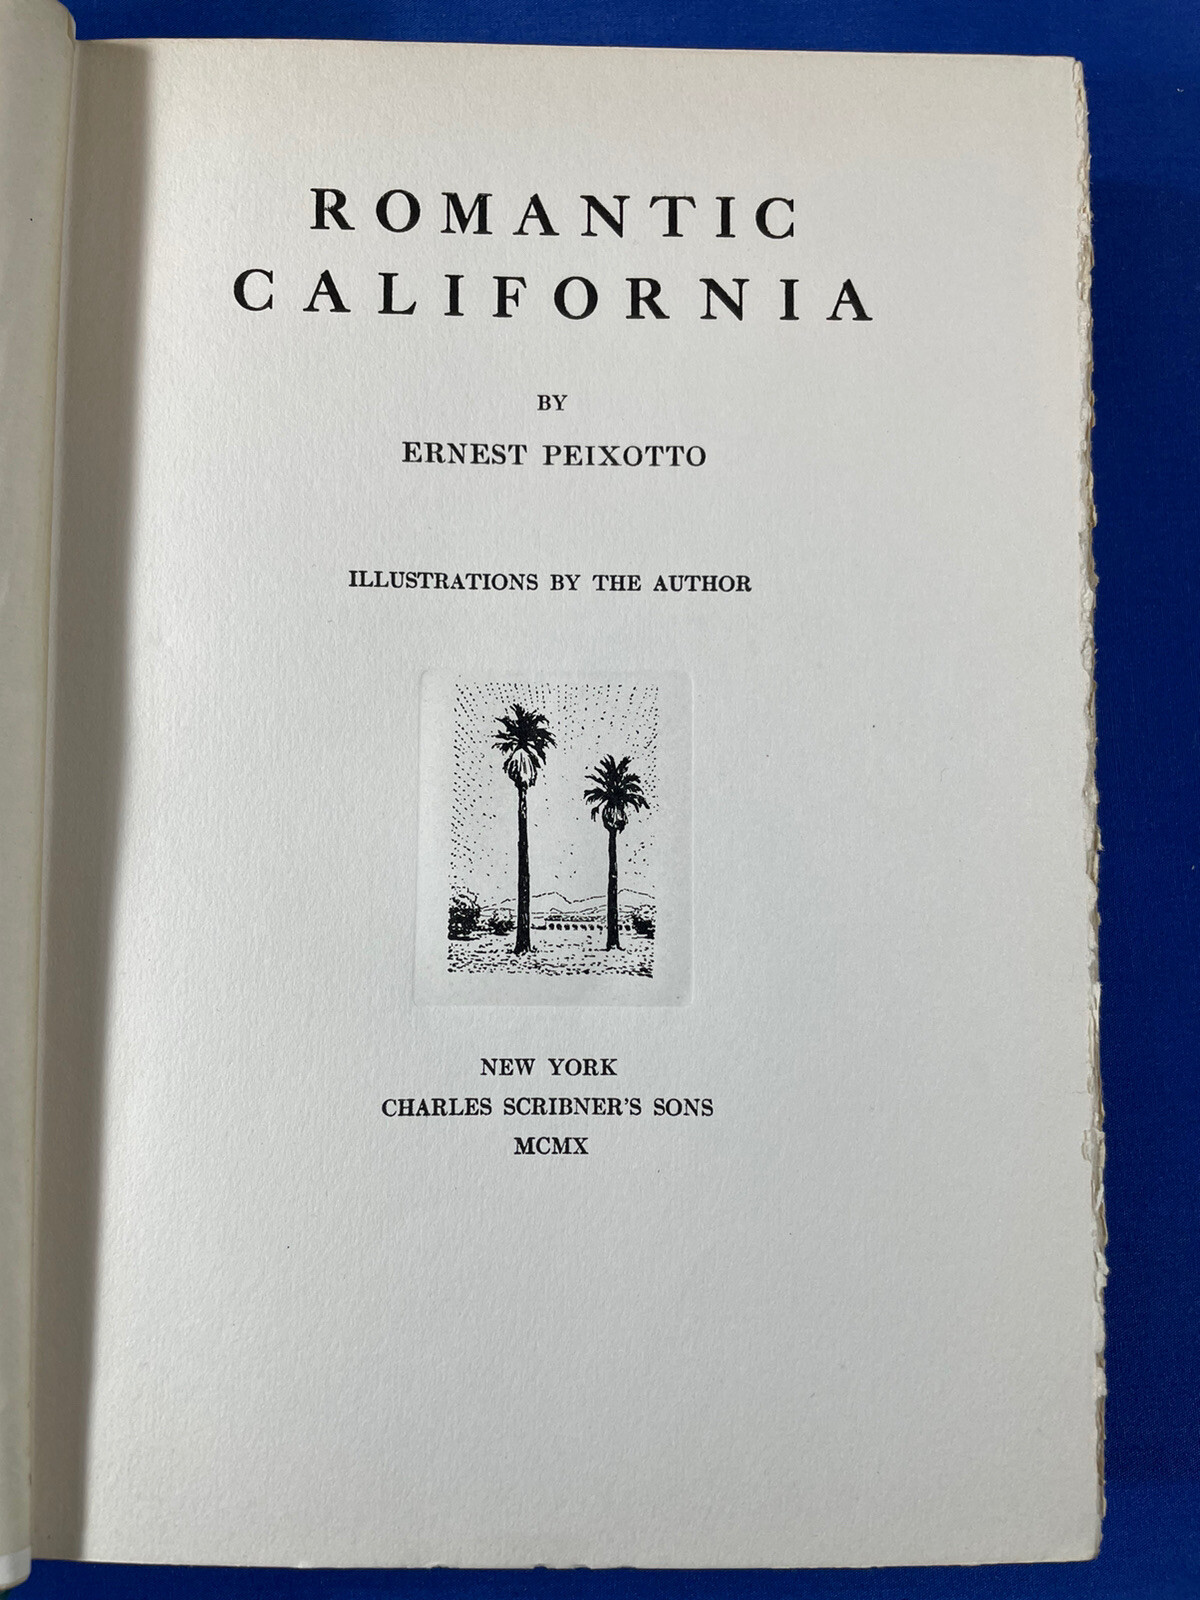 ROMANTIC
CALIFORNIA
BY
ERNEST PEIXOTTO
ILLUSTRATIONS BY THE AUTHOR
NEW YORK
CHARLES SCRIBNER'S SONS
MCMX